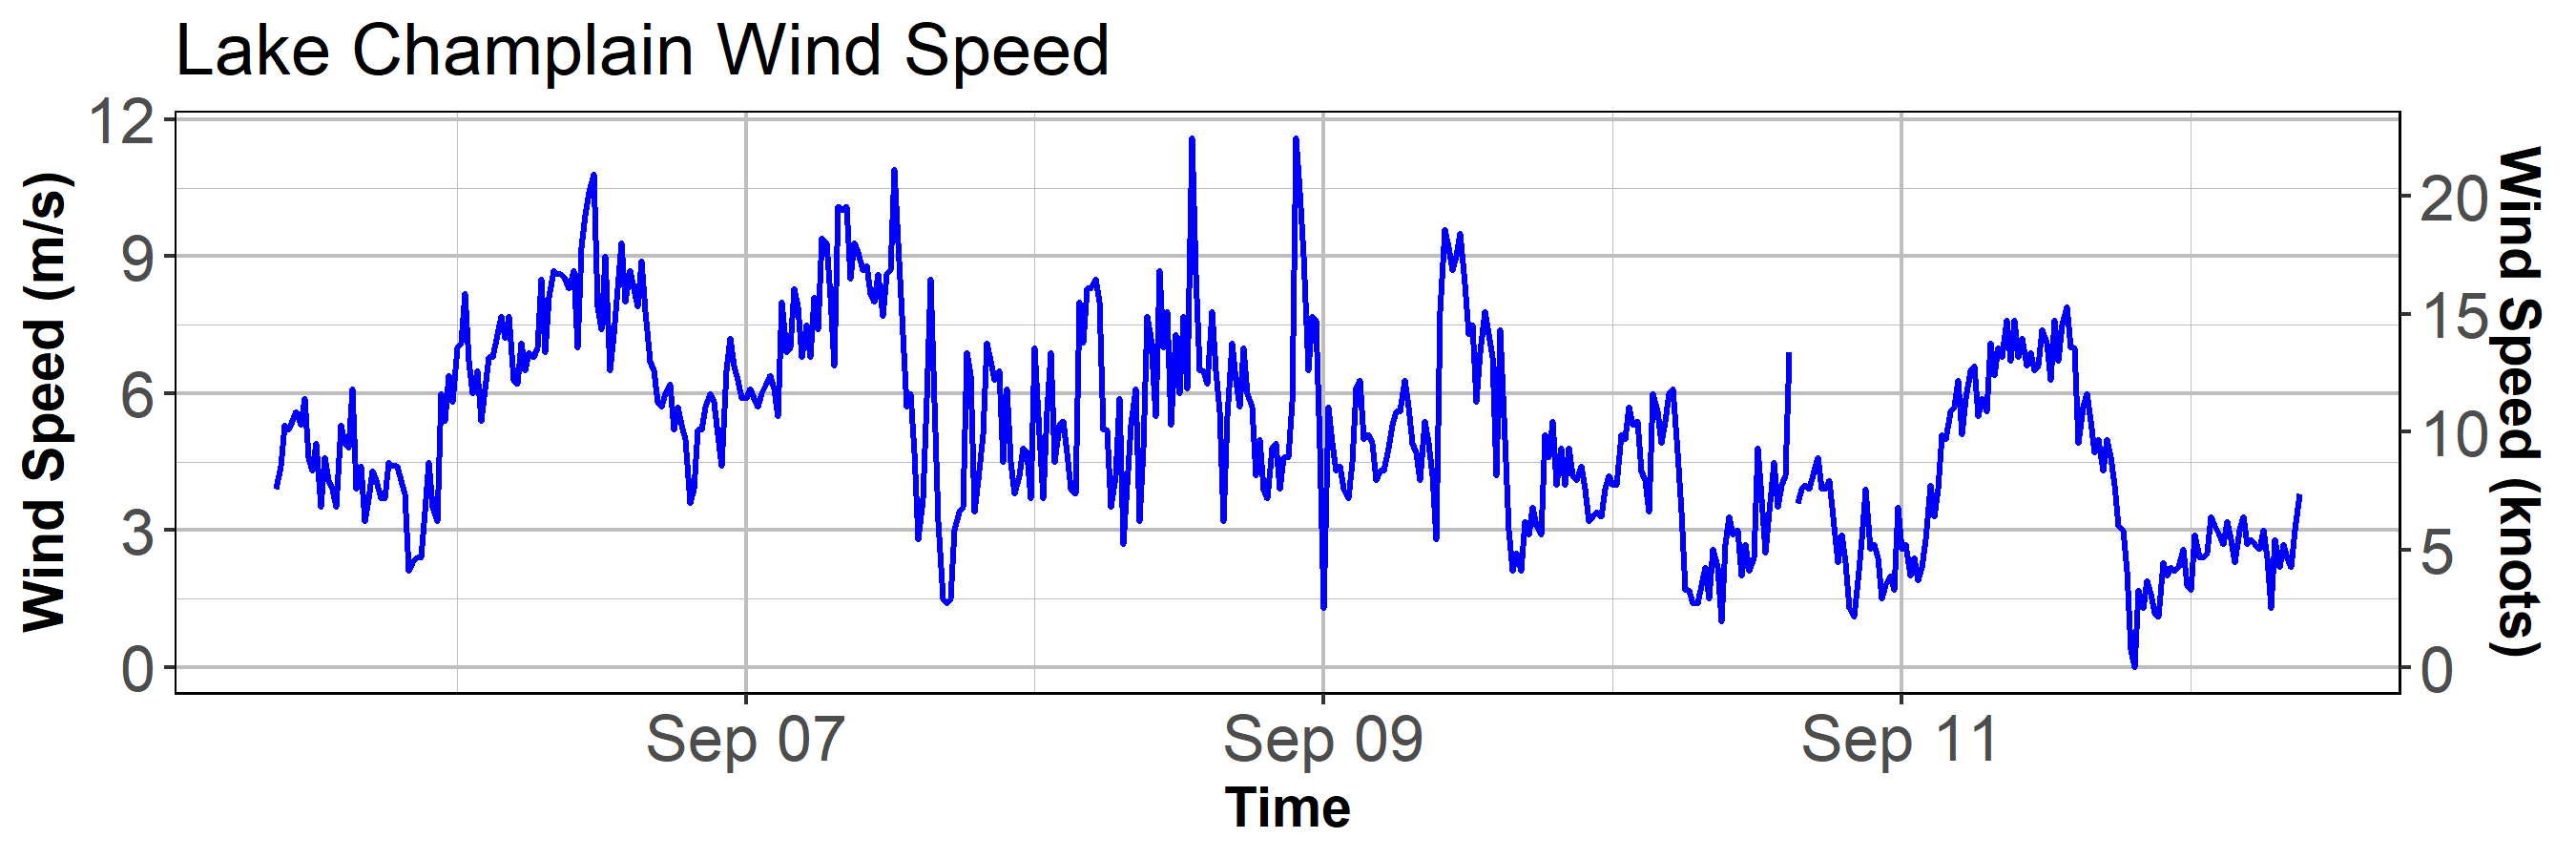 Lake Champlain Wind Speed
Wind Speed (m/s)
12
9
6
3
0
20
15
10
5
0
Wind Speed (knots)
Sep 07
Sep 09
Sep 11
Time